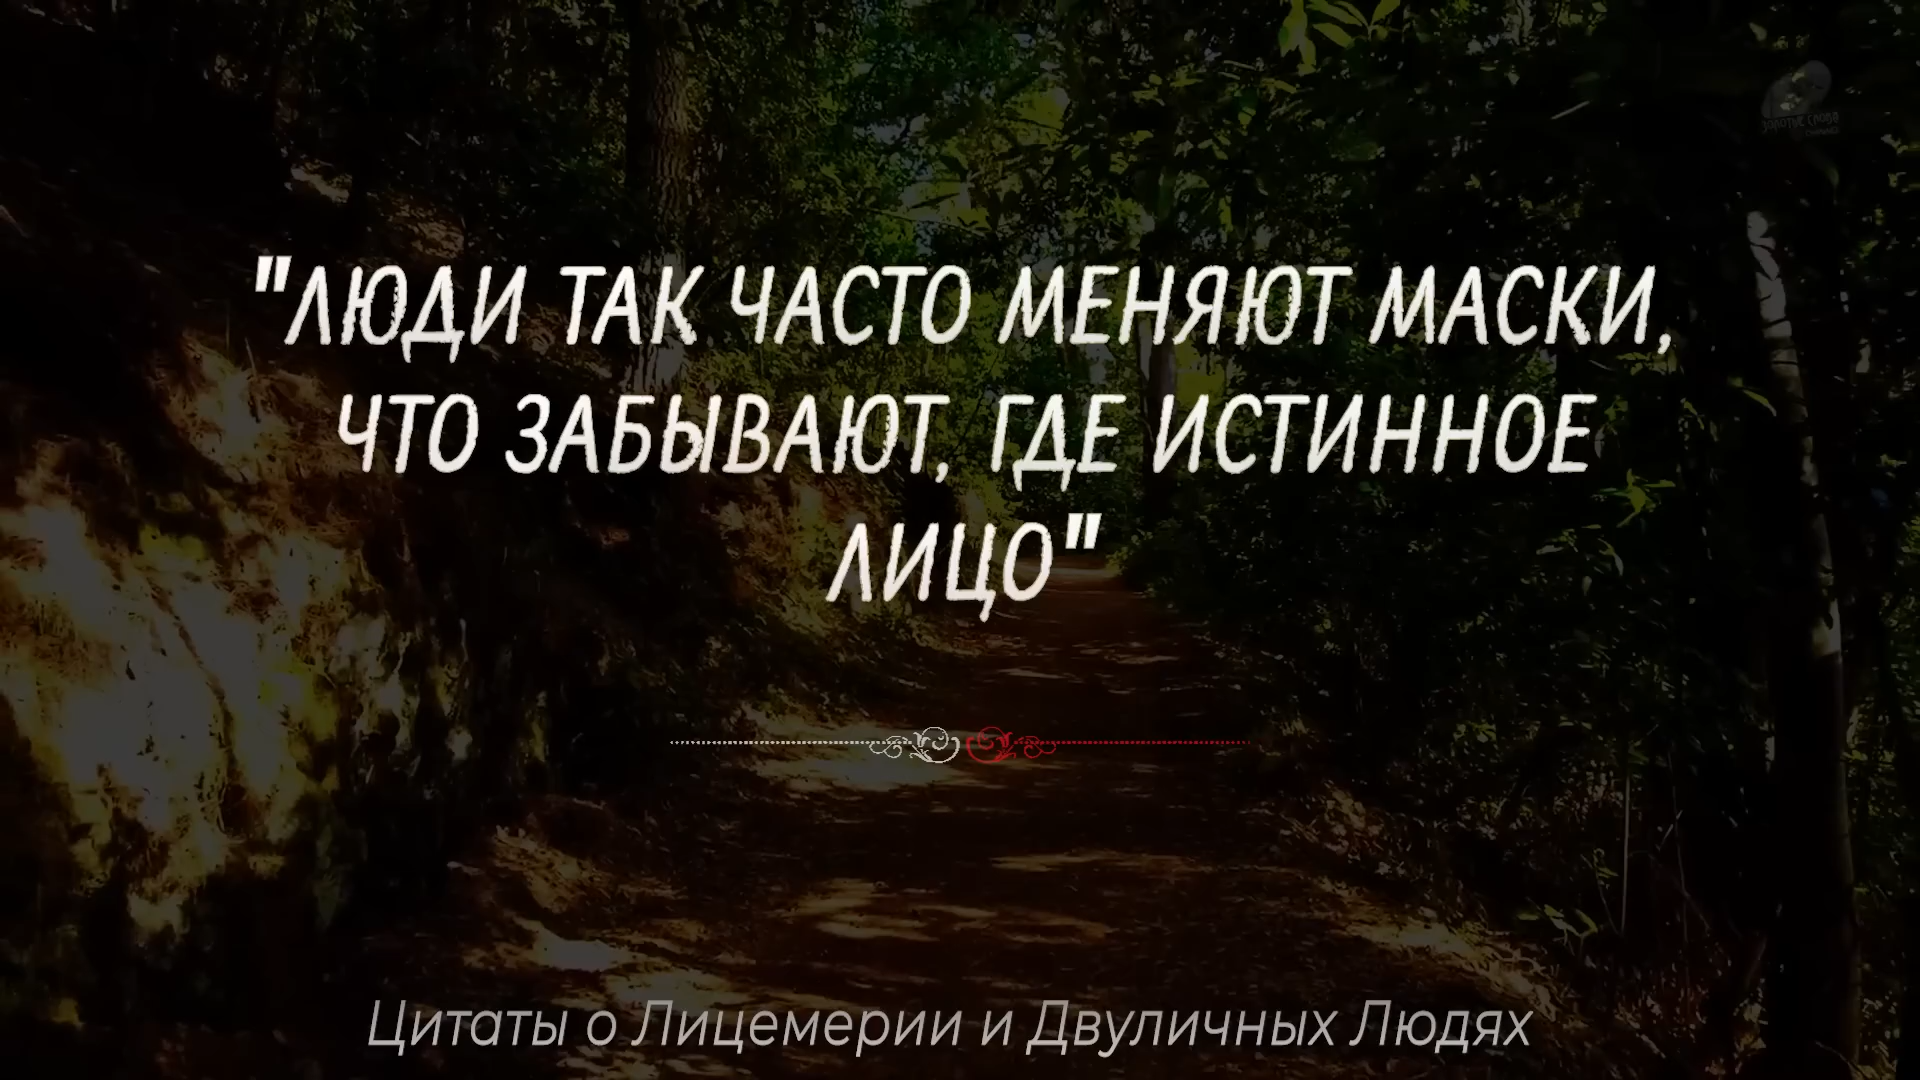 "ЛЮДИ ТАК ЧАСТО МЕНЯЮТ МАСКИ,
ЧТО ЗАБЫВАЮТ, ГДЕ ИСТИННОЕ
ЛИЦО"
Цитаты о Лицемерии и Двуличных Людях